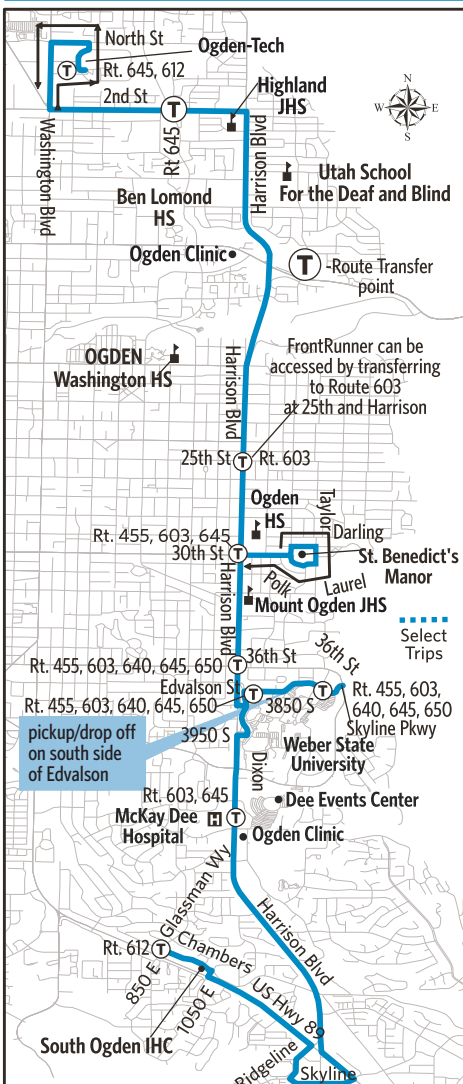 North St
Ogden-Tech
T
Rt. 645, 612
2nd St
T
Rt 645
Washington Blvd
Highland
JHS
Harrison Blvd
N
W
E
S
Utah School
For the Deaf and Blind
Ben Lomond
HS
Ogden Clinic
T
-Route Transfer
point
OGDEN
Washington HS
Harrison Blvd
FrontRunner can be
accessed by transferring
to Route 603
at 25th and Harrison
25th St
T
Rt. 603
Ogden
HS
Taylor
Darling
Rt. 455, 603, 645
30th St
T
St. Benedict's
Manor
Polk
Laurel
Mount Ogden JHS
Harrison Blvd
Select
Trips
36th St
Rt. 455, 603, 640, 645, 650
T
36th St
Edvalson St
Rt. 455, 603, 640, 645, 650
T
3850 S
T
Rt. 455, 603,
640, 645, 650
Skyline Pkwy
pickup/drop off
on south side
of Edvalson
3950 S
Dixon
Weber State
University
Rt. 603, 645
Dee Events Center
McKay Dee
Hospital
H
T
Ogden Clinic
Glassman Wy
Harrison Blvd
Rt. 612
T
Chambers
850 E
1050 E
US Hwy 89
South Ogden IHC
Ridgeline
Skyline